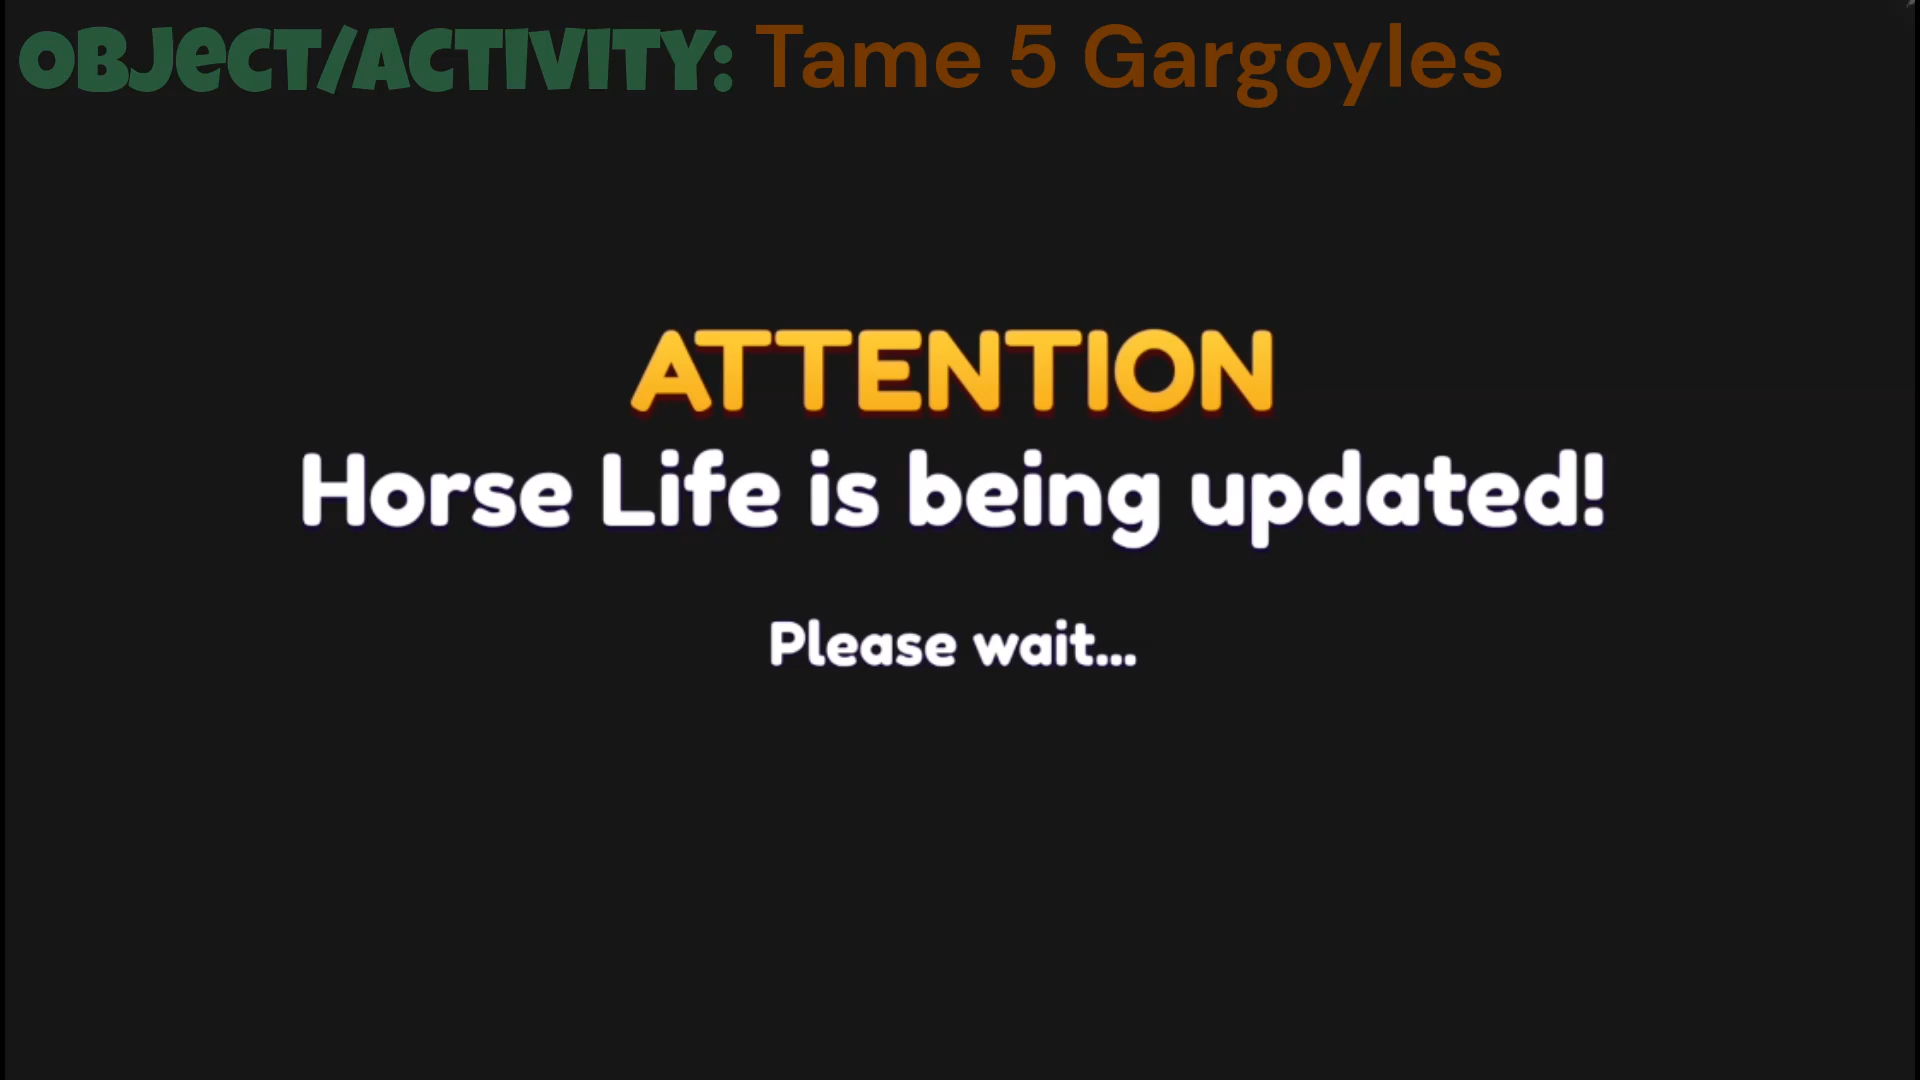 OBJECT/ACTIVITY: Tame 5 Gargoyles
ATTENTION
Horse Life is being updated!
Please wait...